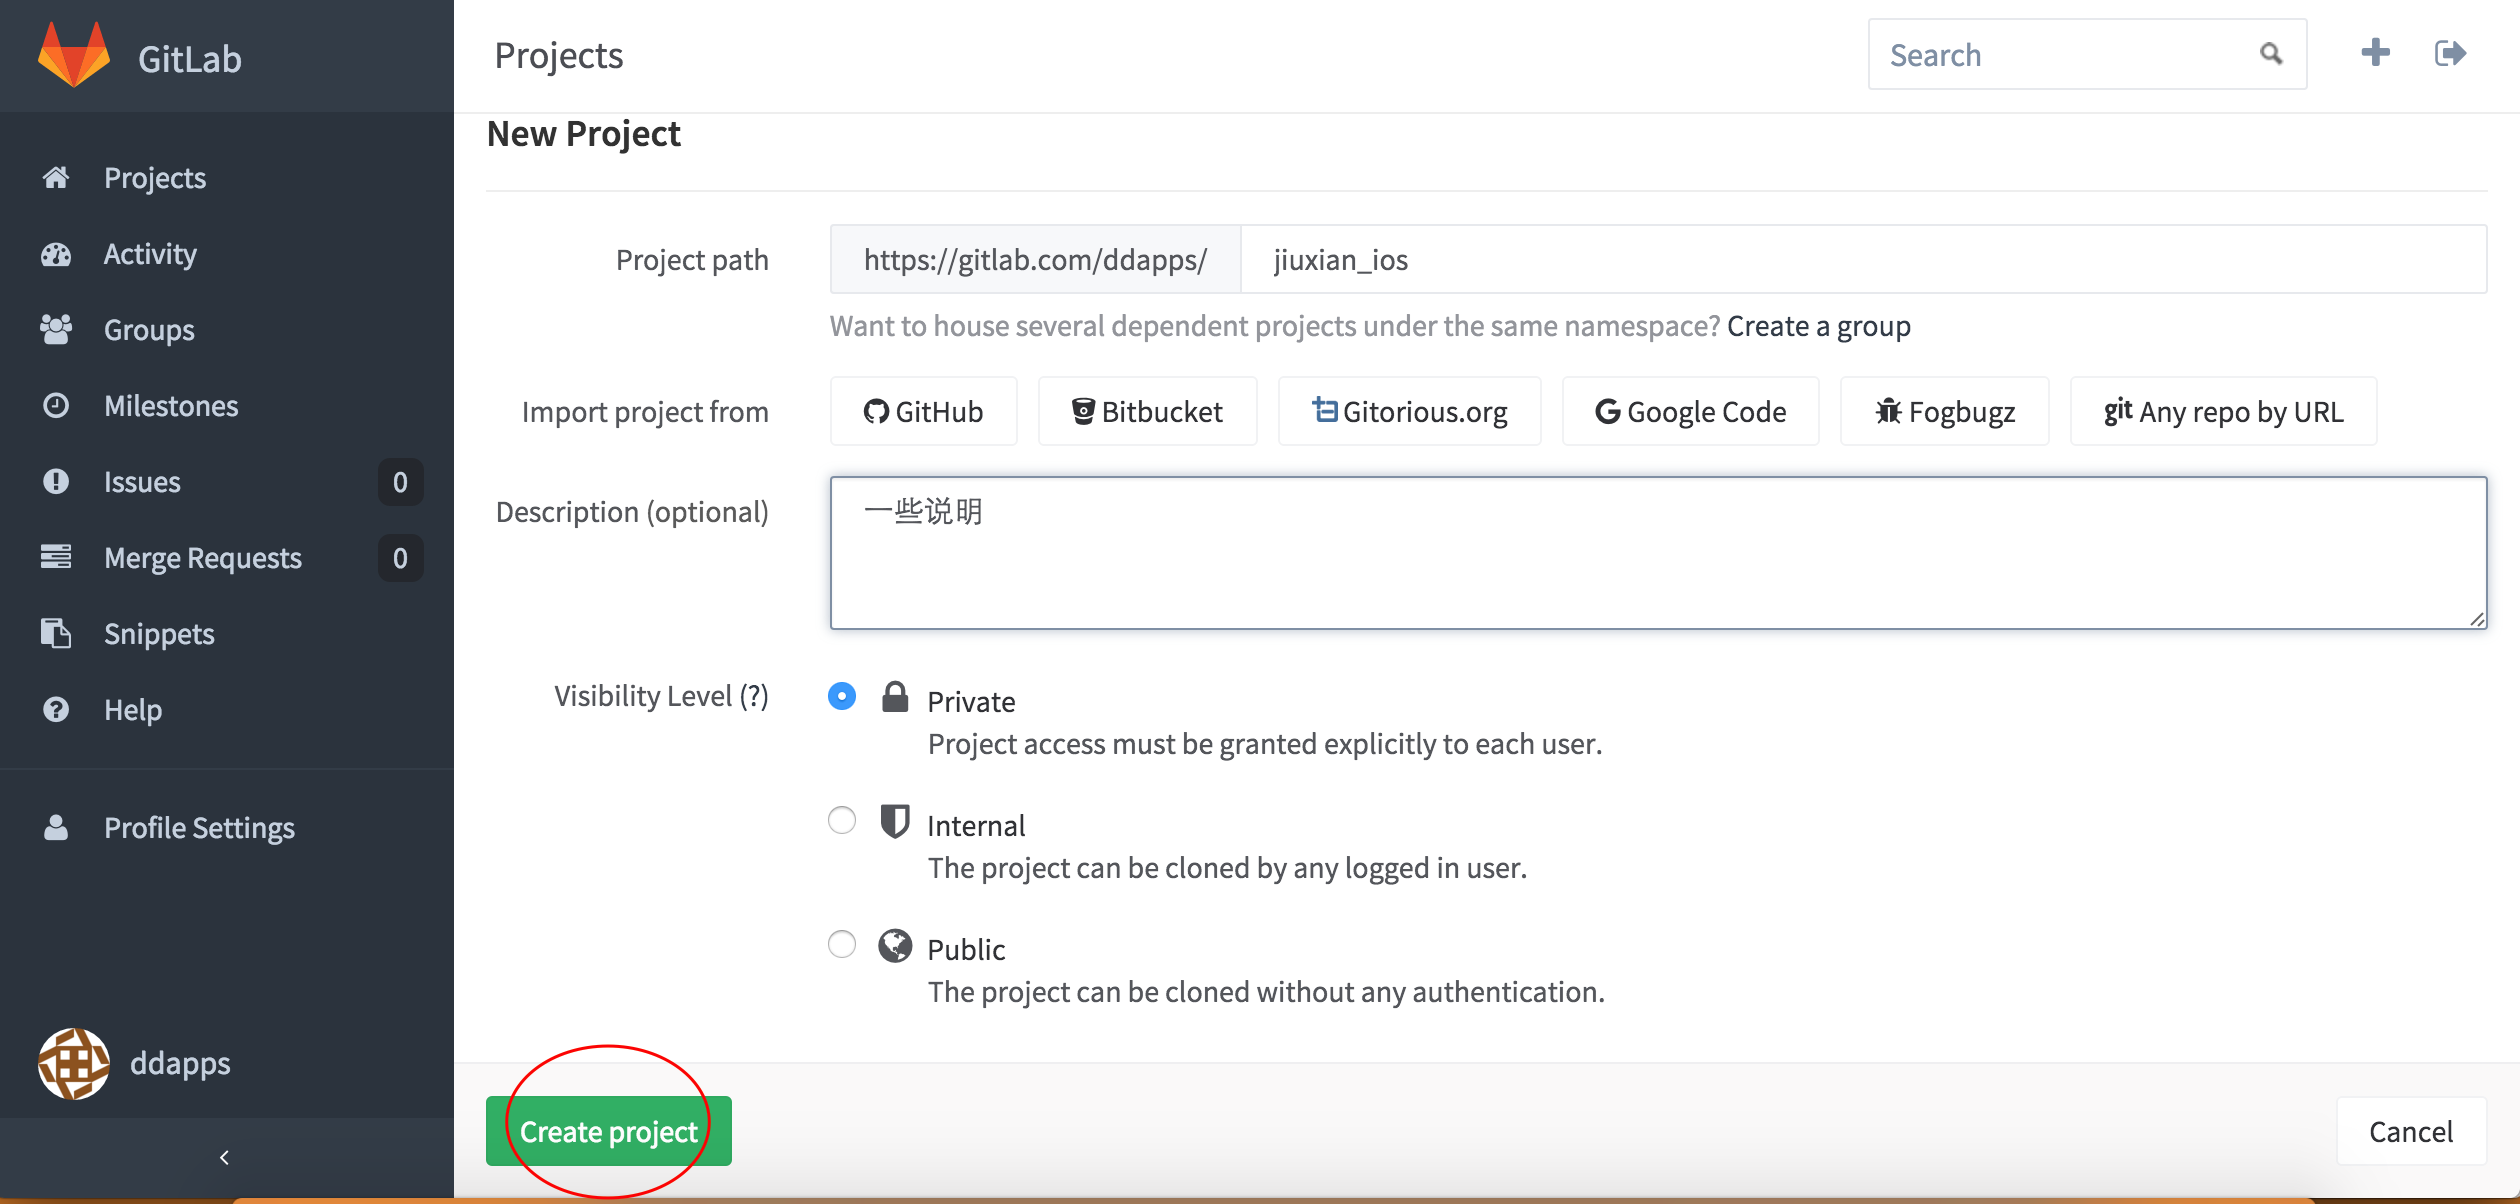 GitLab
Projects
Activity
Groups
Milestones
Issues 0
Merge Requests 0
Snippets
Help
Profile Settings
ddapps
Projects
Search
New Project
Project path https://gitlab.com/ddapps/ jiuxian_ios
Want to house several dependent projects under the same namespace? Create a group
Import project from GitHub Bitbucket Gitorious.org Google Code Fogbugz git Any repo by URL
Description (optional) 一些说明
Visibility Level (?) Private
Project access must be granted explicitly to each user.
Internal
The project can be cloned by any logged in user.
Public
The project can be cloned without any authentication.
Create project Cancel